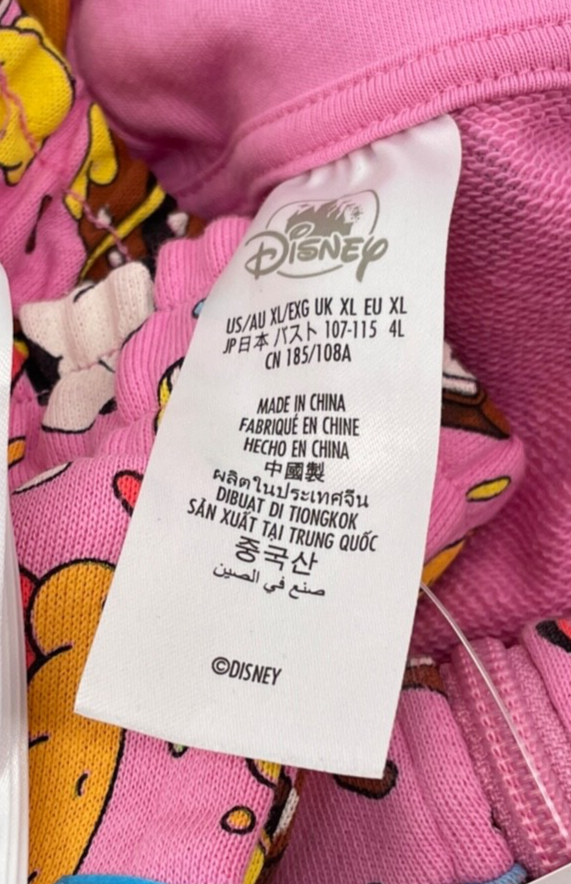 DISNEY
US/AU XL/EXG UK XL EU XL
JP日本 バスト 107-115 4L
CN 185/108A
MADE IN CHINA
FABRIQUÉ EN CHINE
HECHO EN CHINA
中國製
ผลิตในประเทศจีน
DIBUAT DI TIONGKOK
SẢN XUẤT TẠI TRUNG QUỐC
중국산
صنع في الصين
©DISNEY